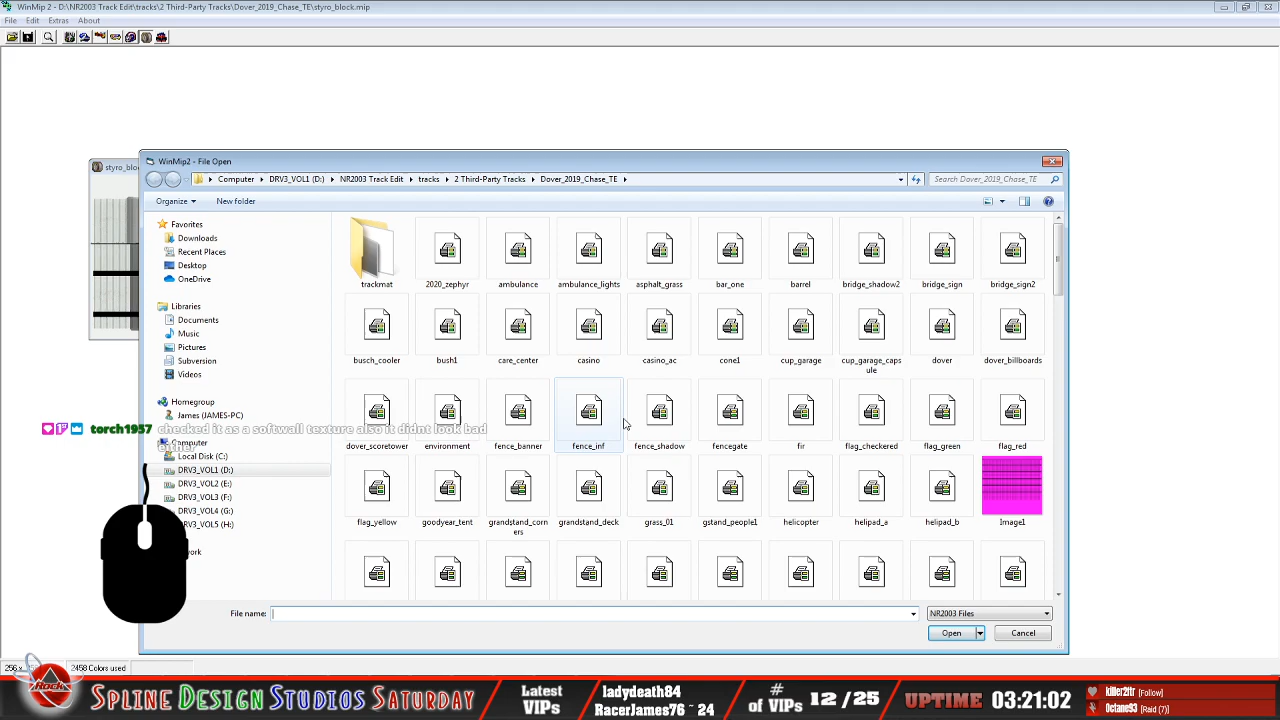 WinMip 2 - D:\NR2003 Track Edit\tracks\2 Third-Party Tracks\Dover_2019_Chase_TE\styro_block.mip
File Edit Extras About
styro_blo
WinMip2 - File Open
Computer DRV3_VOL1 (D:) NR2003 Track Edit tracks 2 Third-Party Tracks Dover_2019_Chase_TE
Search Dover_2019_Chase_TE
Organize New folder
Favorites
Downloads
Recent Places
Desktop
OneDrive
Libraries
Documents
Music
Pictures
Subversion
Videos
Homegroup
James (JAMES-PC)
Computer
Local Disk (C:)
DRV3_VOL1 (D:)
DRV3_VOL2 (E:)
DRV3_VOL3 (F:)
DRV3_VOL4 (G:)
DRV3_VOL5 (H:)
work
trackmat 2020_zephyr ambulance ambulance_lights asphalt_grass bar_one barrel bridge_shadow2 bridge_sign bridge_sign2
busch_cooler bush1 care_center casino casino_ac cone1 cup_garage cup_garage_caps dover dover_billboards
ule
dover_scoretower environment fence_banner fence_inf fence_shadow fencegate fir flag_checkered flag_green flag_red
flag_yellow goodyear_tent grandstand_corn grandstand_deck grass_01 gstand_people1 helicopter helipad_a helipad_b Image1
ers
torch1957 checked it as a softwall texture also it didnt look bad
either
File name:
NR2003 Files
Open Cancel
256 x
2458 Colors used
ROCK
SPLINE DESIGN STUDIOS SATURDAY
Latest
VIPs
ladydeath84
RacerJames76 ~ 24
#
of VIPs
12 / 25
UPTIME
03:21:02
killer2ltr [Follow]
Octane93 [Raid (7)]